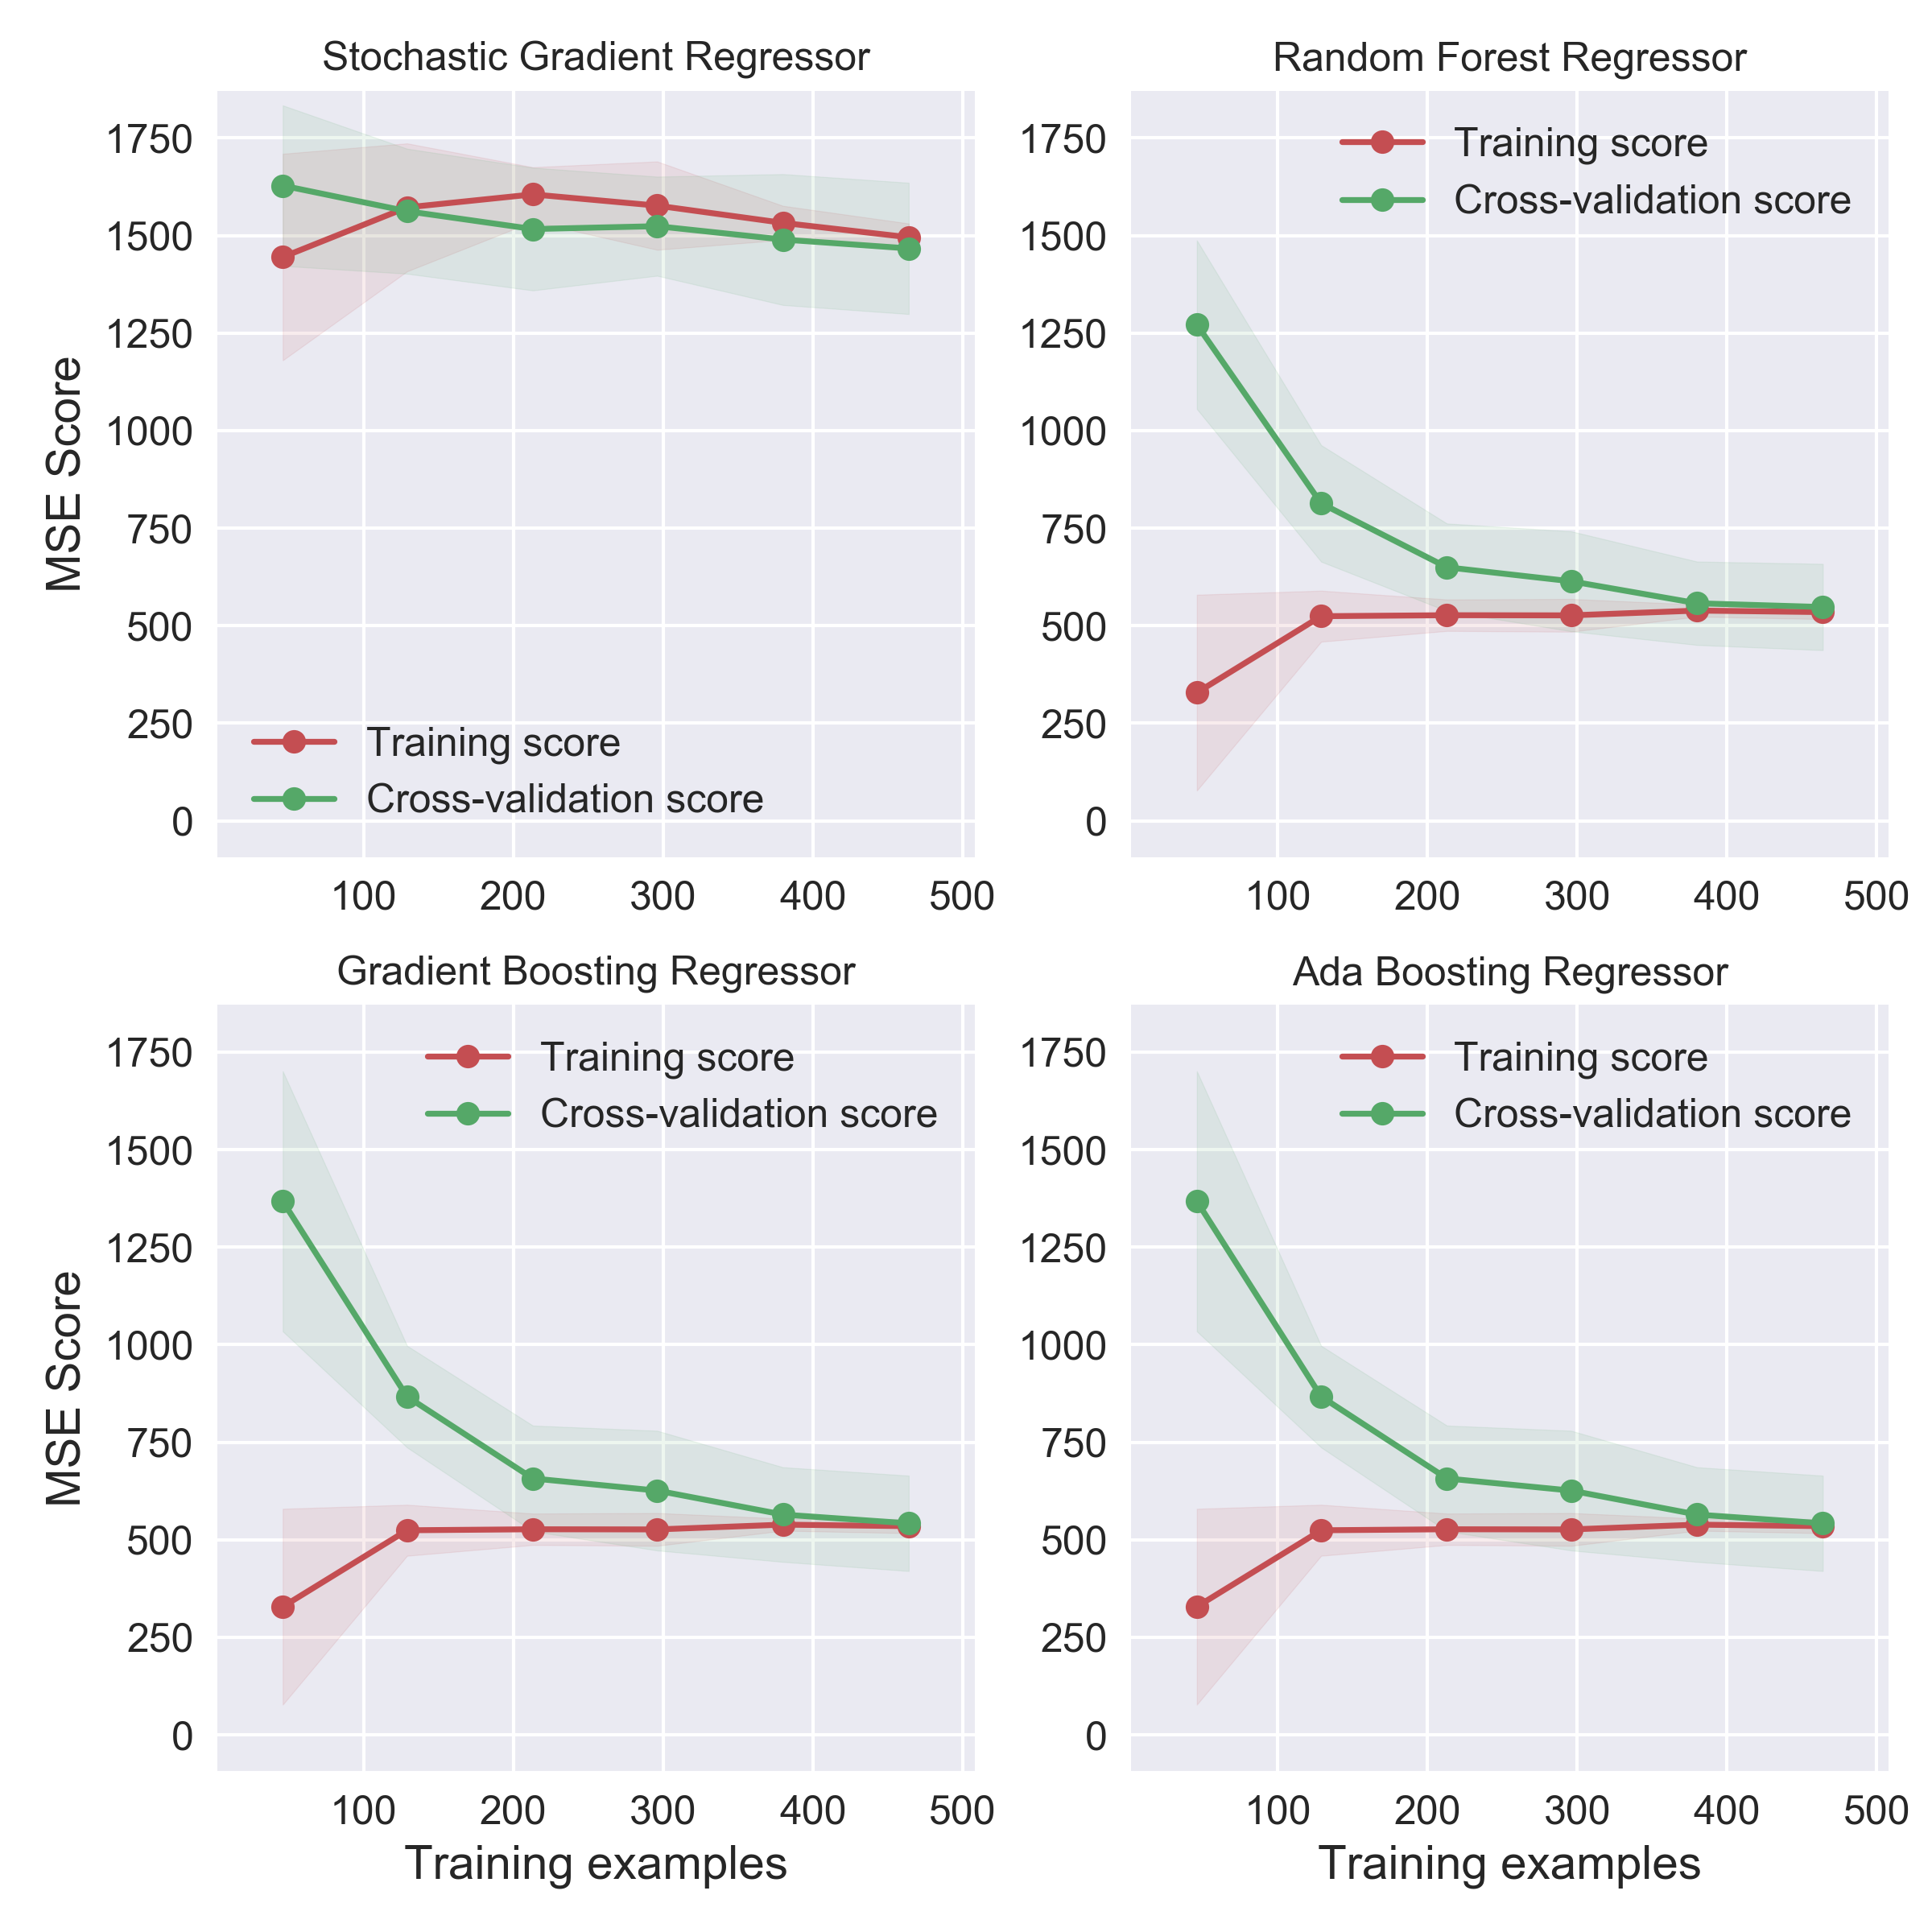 Stochastic Gradient Regressor
Random Forest Regressor
MSE Score
1750
1500
1250
1000
750
500
250
0
Training score
Cross-validation score
100 200 300 400 500
1750
1500
1250
1000
750
500
250
0
Training score
Cross-validation score
100 200 300 400 500
Gradient Boosting Regressor
Ada Boosting Regressor
MSE Score
1750
1500
1250
1000
750
500
250
0
Training score
Cross-validation score
100 200 300 400 500
Training examples
1750
1500
1250
1000
750
500
250
0
Training score
Cross-validation score
100 200 300 400 500
Training examples